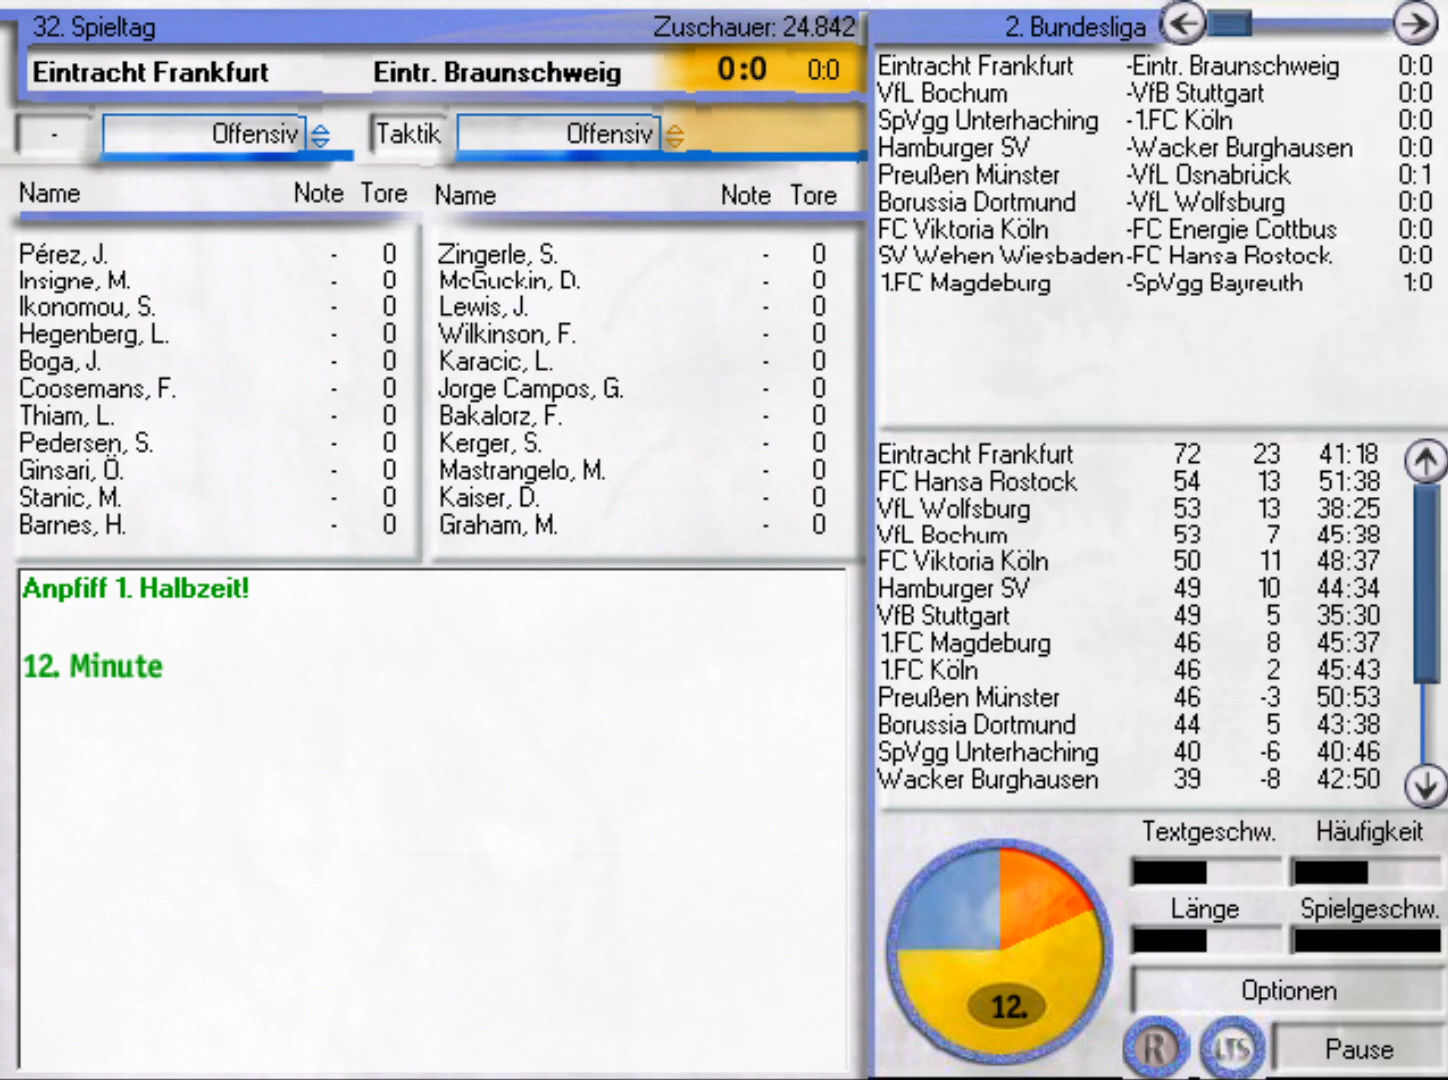 32. Spieltag Zuschauer: 24.842
Eintracht Frankfurt Eintr. Braunschweig 0:0 0:0
- Offensiv Taktik Offensiv
Name Note Tore Name Note Tore
Pérez, J. - 0 Zingerle, S. - 0
Insigne, M. - 0 McGuckin, D. - 0
Ikonomou, S. - 0 Lewis, J. - 0
Hegenberg, L. - 0 Wilkinson, F. - 0
Boga, J. - 0 Karacic, L. - 0
Coosemans, F. - 0 Jorge Campos, G. - 0
Thiam, L. - 0 Bakalorz, F. - 0
Pedersen, S. - 0 Kerger, S. - 0
Ginsari, Ö. - 0 Mastrangelo, M. - 0
Stanic, M. - 0 Kaiser, D. - 0
Barnes, H. - 0 Graham, M. - 0
Anpfiff 1. Halbzeit!
12. Minute
2. Bundesliga
Eintracht Frankfurt -Eintr. Braunschweig 0:0
VfL Bochum -VfB Stuttgart 0:0
SpVgg Unterhaching -1.FC Köln 0:0
Hamburger SV -Wacker Burghausen 0:0
Preußen Münster -VfL Osnabrück 0:1
Borussia Dortmund -VfL Wolfsburg 0:0
FC Viktoria Köln -FC Energie Cottbus 0:0
SV Wehen Wiesbaden -FC Hansa Rostock 0:0
1.FC Magdeburg -SpVgg Bayreuth 1:0
Eintracht Frankfurt 72 23 41:18
FC Hansa Rostock 54 13 51:38
VfL Wolfsburg 53 13 38:25
VfL Bochum 53 7 45:38
FC Viktoria Köln 50 11 48:37
Hamburger SV 49 10 44:34
VfB Stuttgart 49 5 35:30
1.FC Magdeburg 46 8 45:37
1.FC Köln 46 2 45:43
Preußen Münster 46 -3 50:53
Borussia Dortmund 44 5 43:38
SpVgg Unterhaching 40 -6 40:46
Wacker Burghausen 39 -8 42:50
Textgeschw. Häufigkeit
Länge Spielgeschw.
12.
Optionen
R LTS Pause